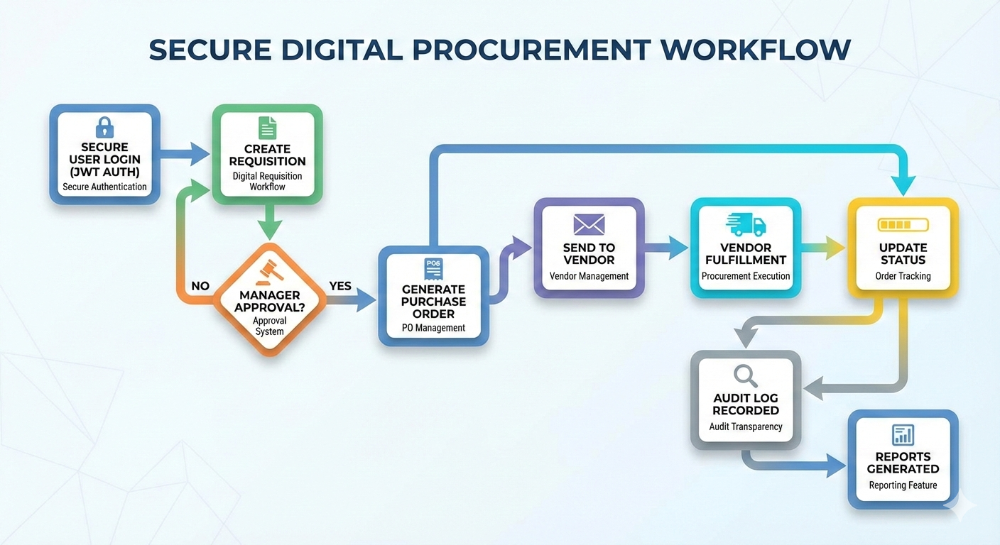 SECURE DIGITAL PROCUREMENT WORKFLOW
SECURE
USER LOGIN
(JWT AUTH)
Secure Authentication
CREATE
REQUISITION
Digital Requisition
Workflow
NO
MANAGER
APPROVAL?
Approval
System
YES
PO6
GENERATE
PURCHASE
ORDER
PO Management
SEND TO
VENDOR
Vendor Management
VENDOR
FULFILLMENT
Procurement Execution
UPDATE
STATUS
Order Tracking
AUDIT LOG
RECORDED
Audit Transparency
REPORTS
GENERATED
Reporting Feature